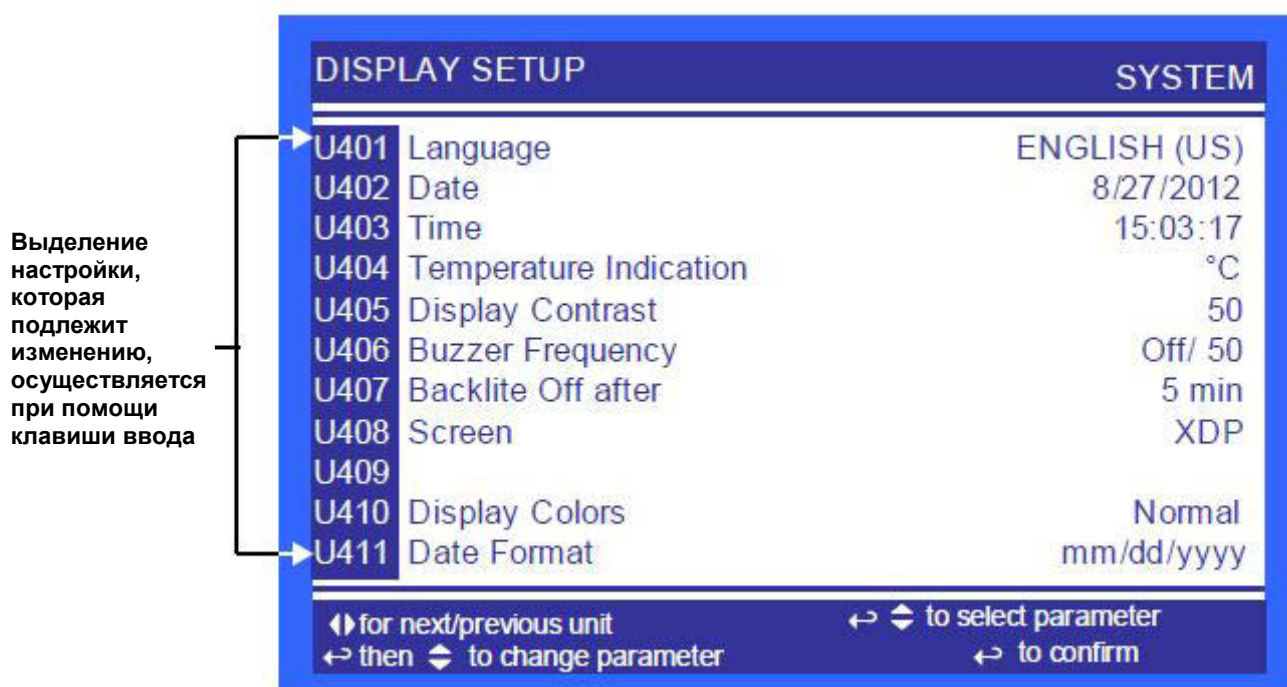 DISPLAY SETUP SYSTEM
U401 Language ENGLISH (US)
U402 Date 8/27/2012
U403 Time 15:03:17
U404 Temperature Indication °C
U405 Display Contrast 50
U406 Buzzer Frequency Off/ 50
U407 Backlite Off after 5 min
U408 Screen XDP
U409
U410 Display Colors Normal
U411 Date Format mm/dd/yyyy
for next/previous unit ↩ to select parameter
↩ then to change parameter ↩ to confirm
Выделение
настройки,
которая
подлежит
изменению,
осуществляется
при помощи
клавиши ввода